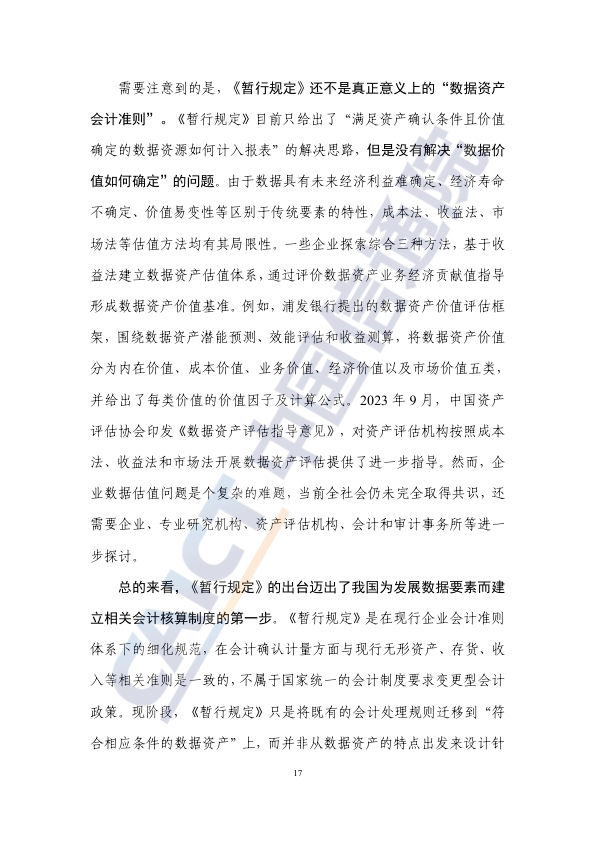 需要注意到的是，《暂行规定》还不是真正意义上的“数据资产
会计准则”。《暂行规定》目前只给出了“满足资产确认条件且价值
确定的数据资源如何计入报表”的解决思路，但是没有解决“数据价
值如何确定”的问题。由于数据具有未来经济利益难确定、经济寿命
不确定、价值易变性等区别于传统要素的特性，成本法、收益法、市
场法等估值方法均有其局限性。一些企业探索综合三种方法，基于收
益法建立数据资产估值体系，通过评价数据资产业务经济贡献值指导
形成数据资产价值基准。例如，浦发银行提出的数据资产价值评估框
架，围绕数据资产潜能预测、效能评估和收益测算，将数据资产价值
分为内在价值、成本价值、业务价值、经济价值以及市场价值五类，
并给出了每类价值的价值因子及计算公式。2023 年 9 月，中国资产
评估协会印发《数据资产评估指导意见》，对资产评估机构按照成本
法、收益法和市场法开展数据资产评估提供了进一步指导。然而，企
业数据估值问题是个复杂的难题，当前全社会仍未完全取得共识，还
需要企业、专业研究机构、资产评估机构、会计和审计事务所等进一
步探讨。
总的来看，《暂行规定》的出台迈出了我国为发展数据要素而建
立相关会计核算制度的第一步。《暂行规定》是在现行企业会计准则
体系下的细化规范，在会计确认计量方面与现行无形资产、存货、收
入等相关准则是一致的，不属于国家统一的会计制度要求变更型会计
政策。现阶段，《暂行规定》只是将既有的会计处理规则迁移到“符
合相应条件的数据资产”上，而并非从数据资产的特点出发来设计针
17
CAICT 中国信通院